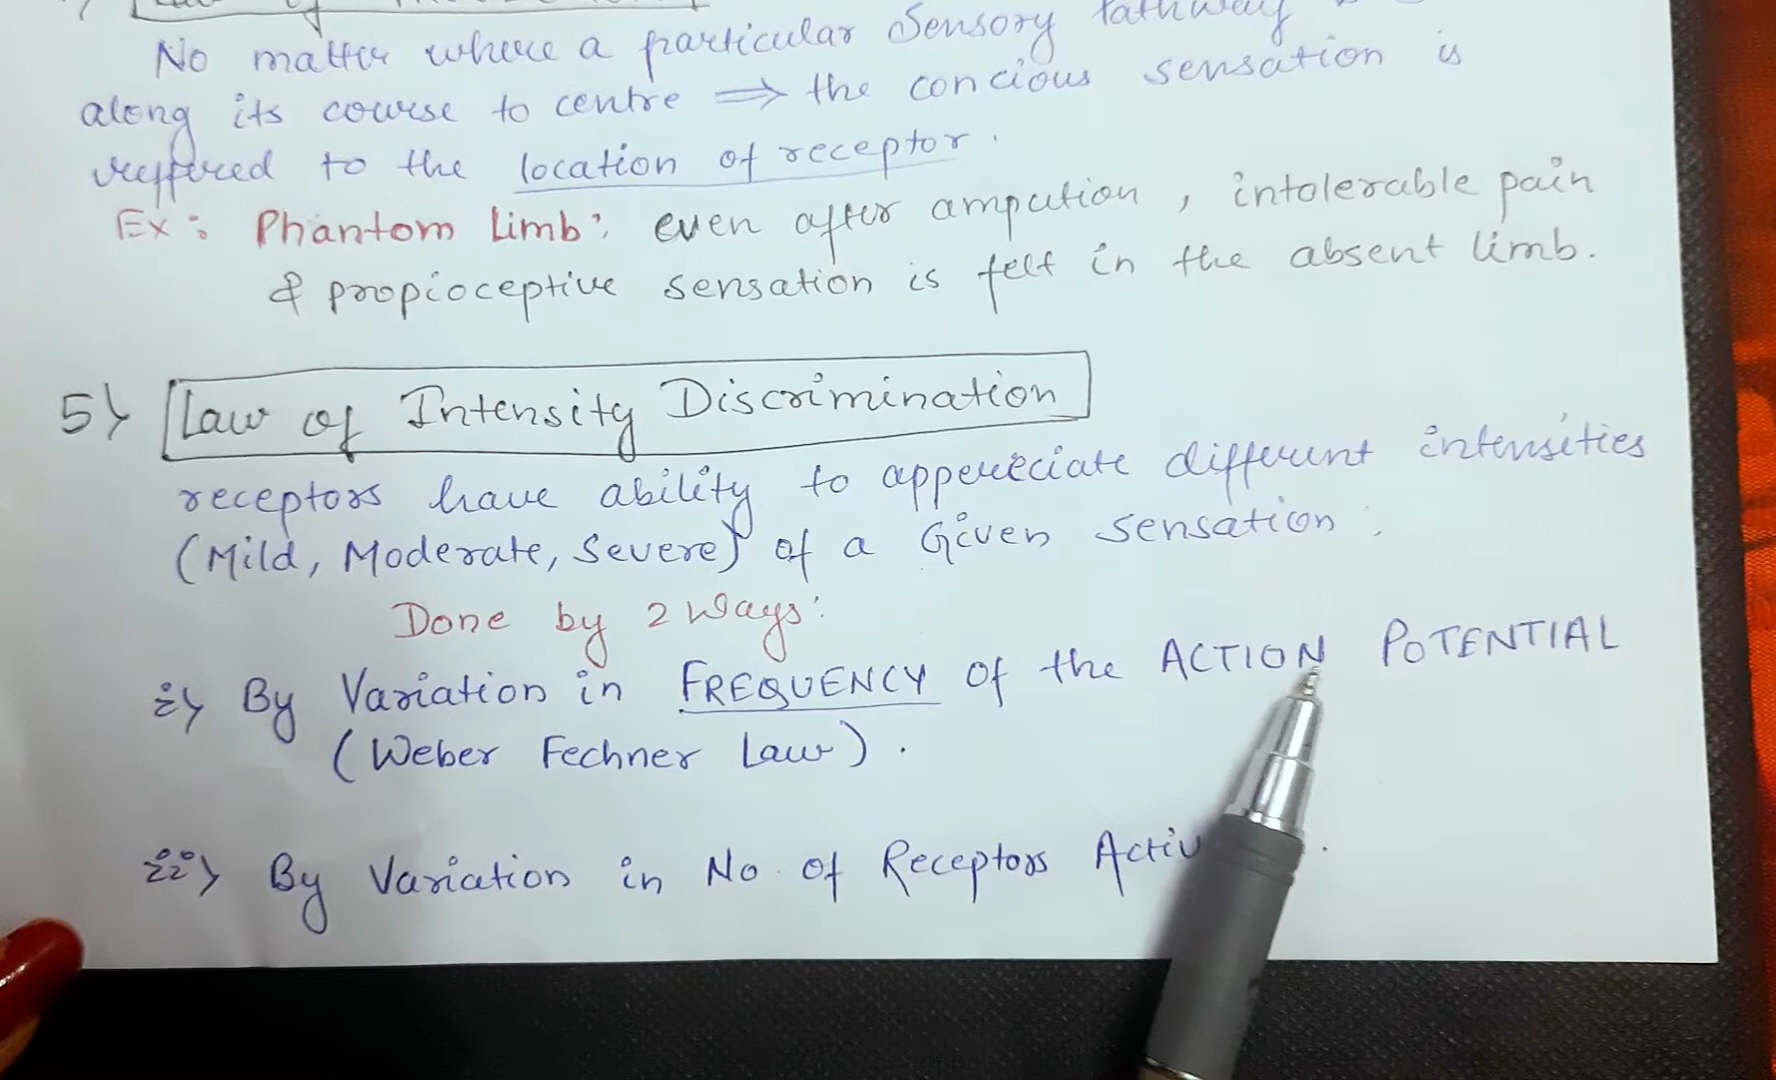 No matter where a particular Sensory Pathway is
along its course to centre ⇒ the concious sensation is
reffered to the location of receptor.
Ex: Phantom Limb: even after ampution, intolerable pain
& propioceptive sensation is felt in the absent limb.
5) Law of Intensity Discrimination
receptors have ability to appereciate different intensities
(Mild, Moderate, Severe) of a Given Sensation.
Done by 2 Ways:
i) By Variation in FREQUENCY of the ACTION POTENTIAL
(Weber Fechner Law).
ii) By Variation in No. of Receptors Activ